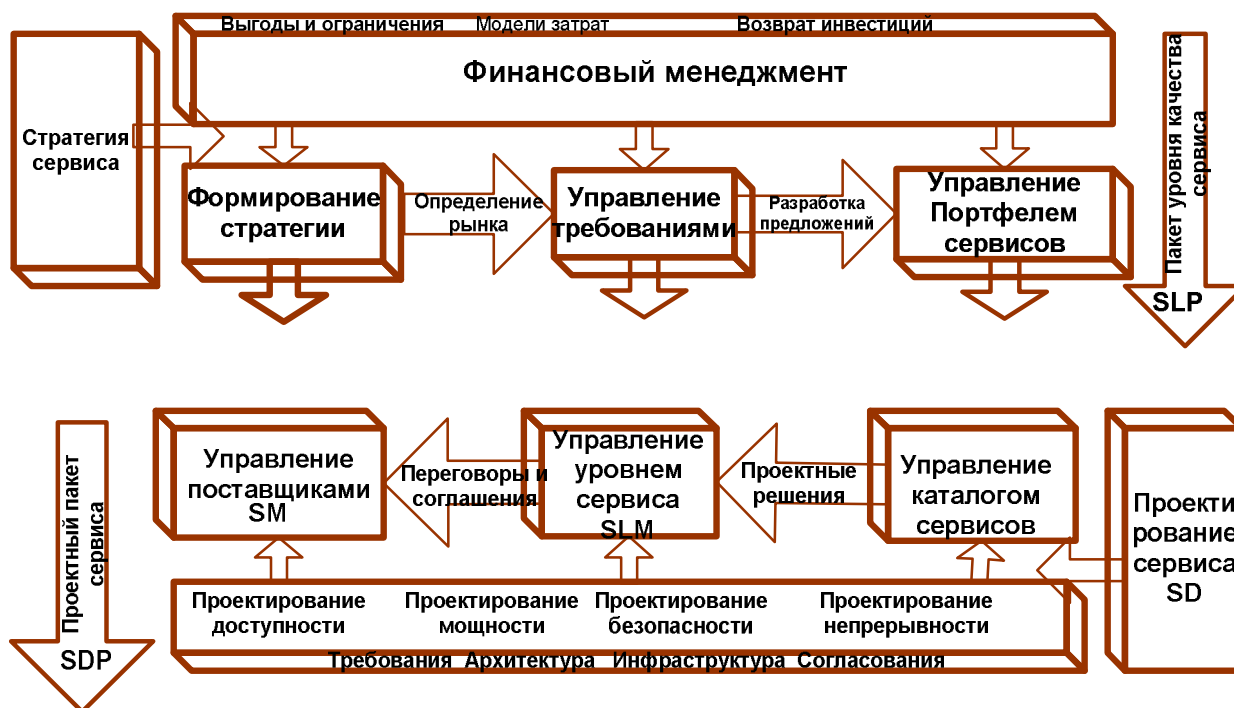 Выгоды и ограничения
Модели затрат
Возврат инвестиций
Финансовый менеджмент
Стратегия
сервиса
Формирование
стратегии
Определение
рынка
Управление
требованиями
Разработка
предложений
Управление
Портфелем
сервисов
Пакет уровня качества
сервиса
SLP
Проектный пакет
сервиса
SDP
Управление
поставщиками
SM
Переговоры и
соглашения
Управление
уровнем
сервиса
SLM
Проектные
решения
Управление
каталогом
сервисов
Проекти
рование
сервиса
SD
Проектирование
доступности
Проектирование
мощности
Проектирование
безопасности
Проектирование
непрерывности
Требования Архитектура Инфраструктура Согласования